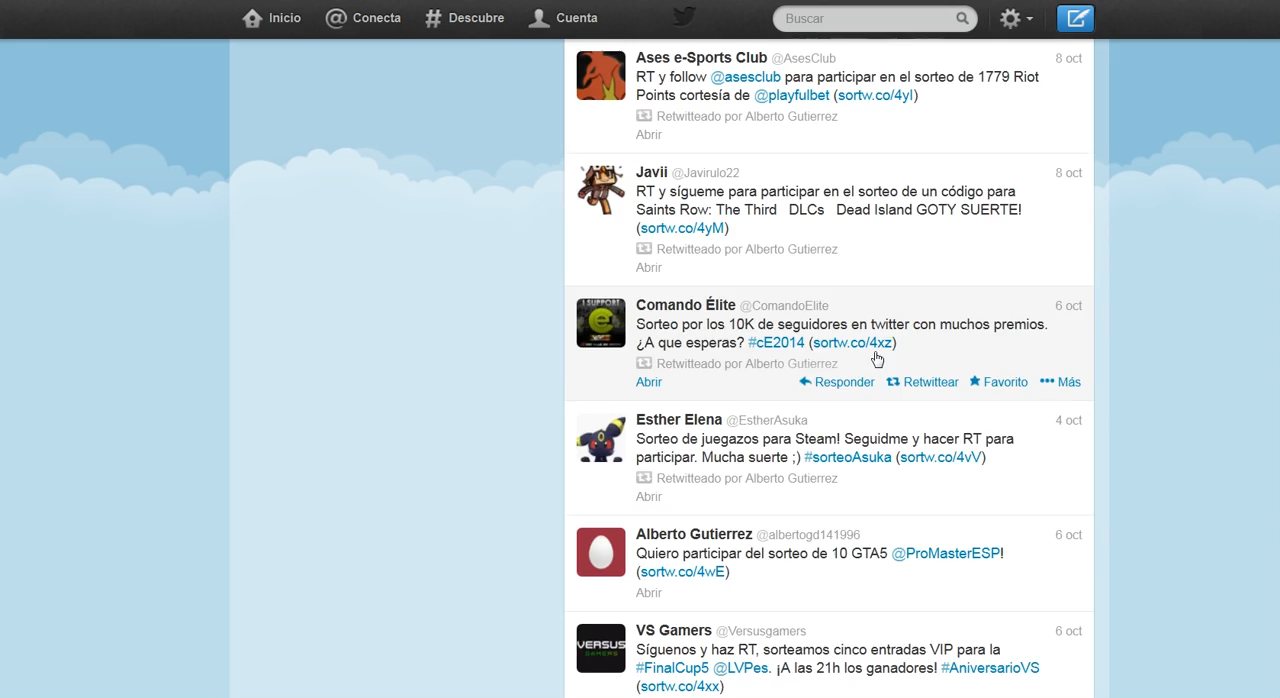 Inicio @ Conecta # Descubre Cuenta Buscar
Ases e-Sports Club @AsesClub 8 oct
RT y follow @asesclub para participar en el sorteo de 1779 Riot
Points cortesía de @playfulbet (sortw.co/4yI)
Retwitteado por Alberto Gutierrez
Abrir
Javii @Javirulo22 8 oct
RT y sígueme para participar en el sorteo de un código para
Saints Row: The Third DLCs Dead Island GOTY SUERTE!
(sortw.co/4yM)
Retwitteado por Alberto Gutierrez
Abrir
I SUPPORT
Comando Élite @ComandoElite 6 oct
Sorteo por los 10K de seguidores en twitter con muchos premios.
¿A que esperas? #cE2014 (sortw.co/4xz)
Retwitteado por Alberto Gutierrez
Abrir Responder Retwittear Favorito ••• Más
Esther Elena @EstherAsuka 4 oct
Sorteo de juegazos para Steam! Seguidme y hacer RT para
participar. Mucha suerte ;) #sorteoAsuka (sortw.co/4vV)
Retwitteado por Alberto Gutierrez
Abrir
Alberto Gutierrez @albertogd141996 6 oct
Quiero participar del sorteo de 10 GTA5 @ProMasterESP!
(sortw.co/4wE)
Abrir
VERSUS
GAMERS
VS Gamers @Versusgamers 6 oct
Síguenos y haz RT, sorteamos cinco entradas VIP para la
#FinalCup5 @LVPes. ¡A las 21h los ganadores! #AniversarioVS
(sortw.co/4xx)